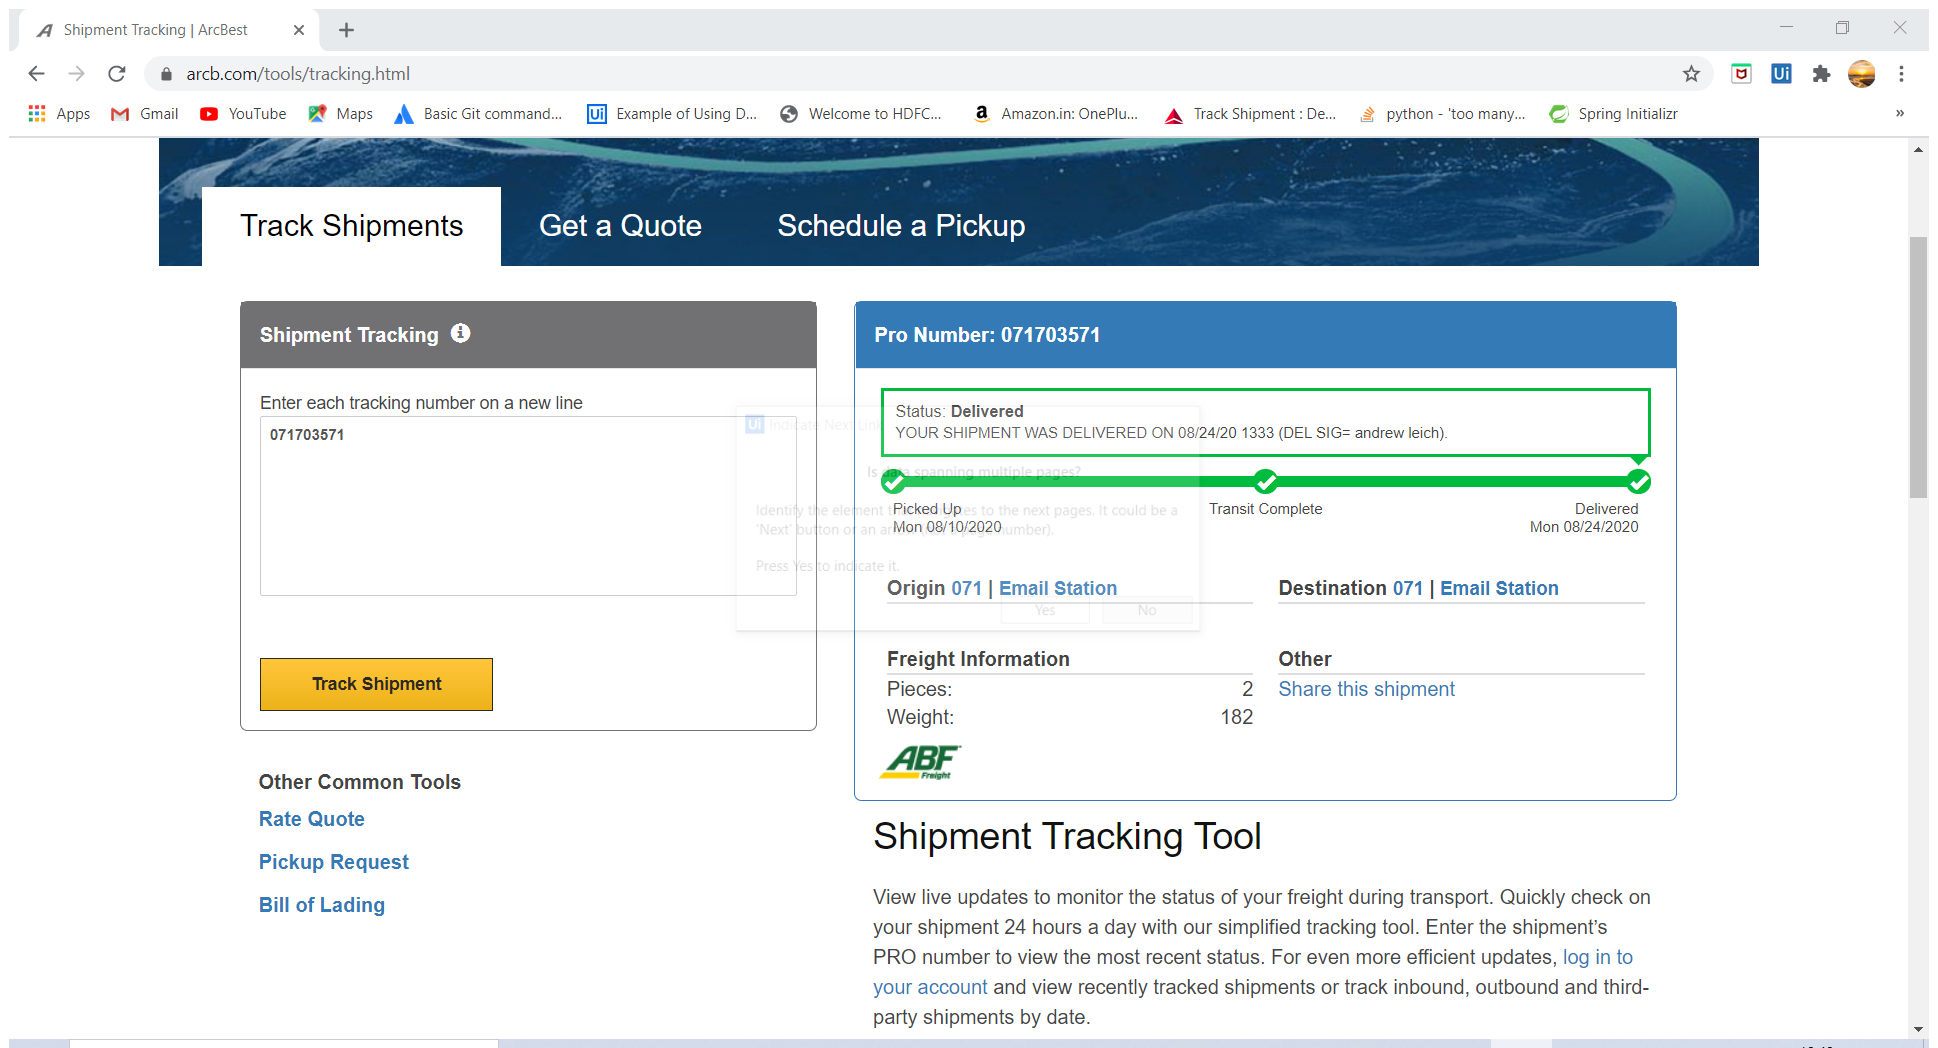 Shipment Tracking | ArcBest
arcb.com/tools/tracking.html
Apps
Gmail
YouTube
Maps
Basic Git command...
Ui
Example of Using D...
Welcome to HDFC...
Amazon.in: OnePlu...
Track Shipment : De...
python - 'too many...
Spring Initializr
»
Ui
Track Shipments
Get a Quote
Schedule a Pickup
Shipment Tracking
Enter each tracking number on a new line
071703571
Track Shipment
Other Common Tools
Rate Quote
Pickup Request
Bill of Lading
Pro Number: 071703571
Status: Delivered
YOUR SHIPMENT WAS DELIVERED ON 08/24/20 1333 (DEL SIG= andrew leich).
Picked Up
Mon 08/10/2020
Transit Complete
Delivered
Mon 08/24/2020
Origin 071 | Email Station
Destination 071 | Email Station
Freight Information
Pieces: 2
Weight: 182
Other
Share this shipment
ABF
Freight
Ui Indicate Next Link
Is data spanning multiple pages?
Identify the element that navigates to the next pages. It could be a
'Next' button or an arrow (not a page number).
Press Yes to indicate it.
Yes
No
Shipment Tracking Tool
View live updates to monitor the status of your freight during transport. Quickly check on
your shipment 24 hours a day with our simplified tracking tool. Enter the shipment's
PRO number to view the most recent status. For even more efficient updates, log in to
your account and view recently tracked shipments or track inbound, outbound and third-
party shipments by date.